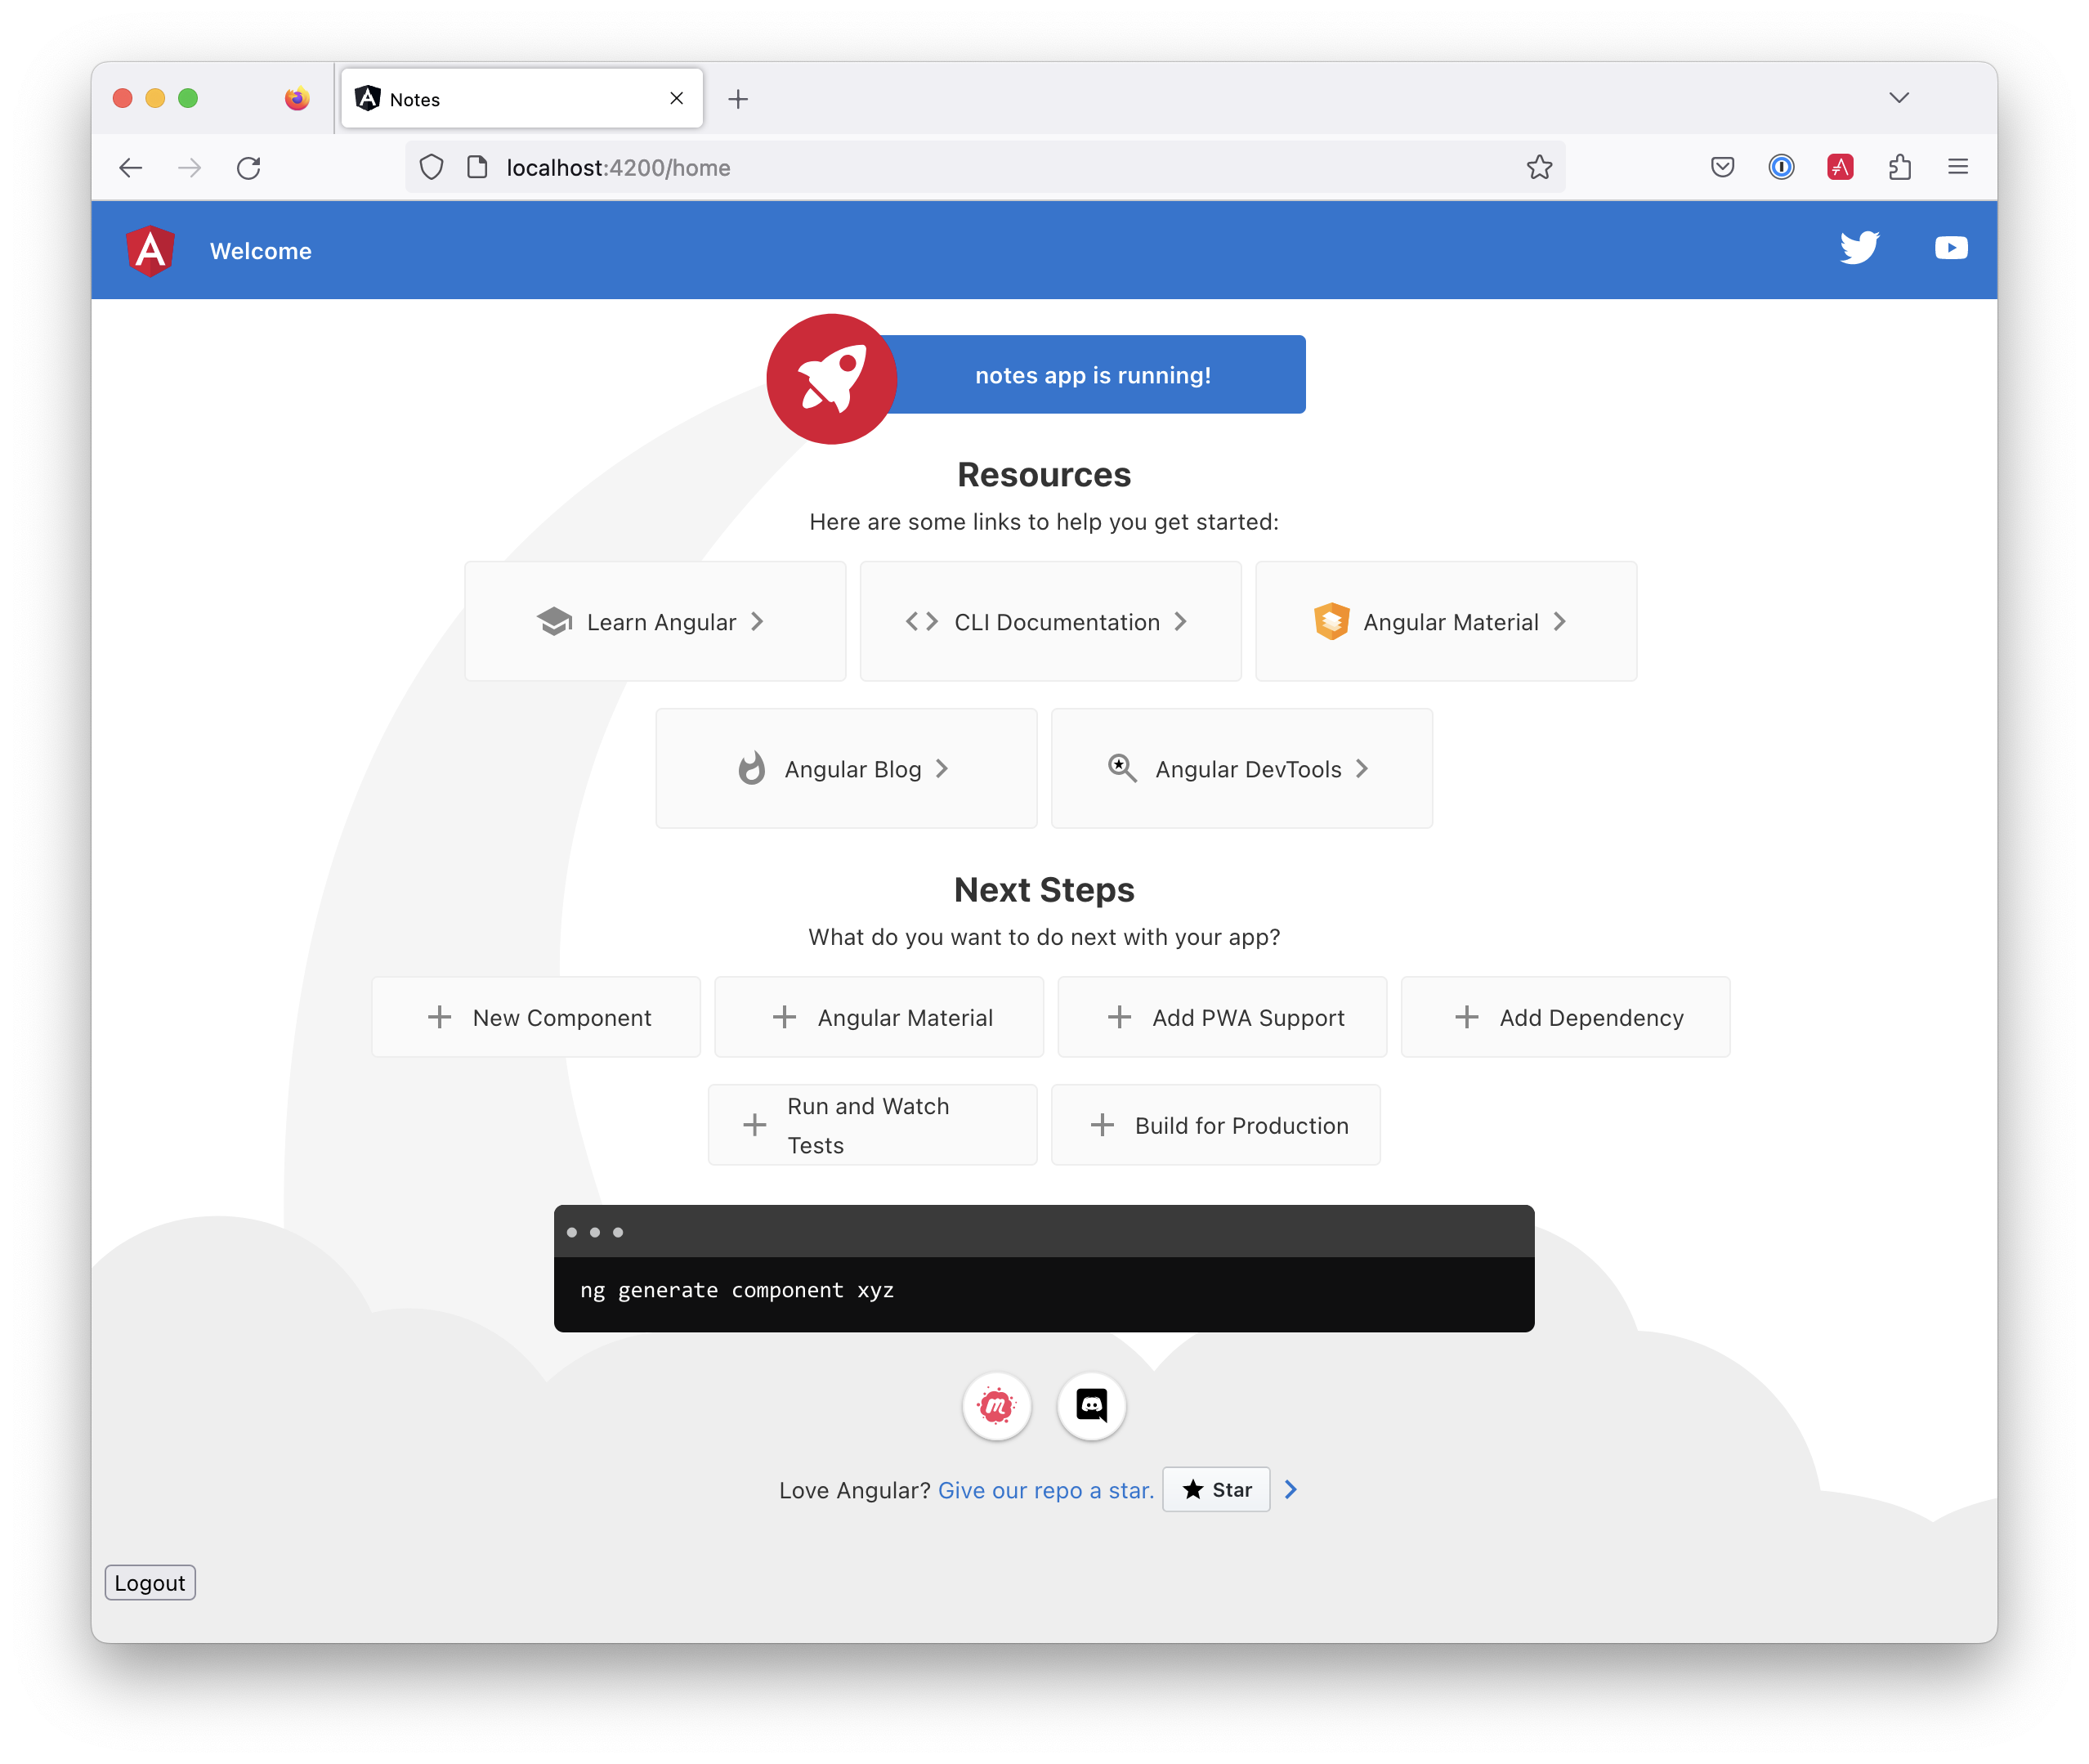 Notes
localhost:4200/home
Welcome
notes app is running!
Resources
Here are some links to help you get started:
Learn Angular
CLI Documentation
Angular Material
Angular Blog
Angular DevTools
Next Steps
What do you want to do next with your app?
New Component
Angular Material
Add PWA Support
Add Dependency
Run and Watch
Tests
Build for Production
ng generate component xyz
Love Angular? Give our repo a star. Star
Logout